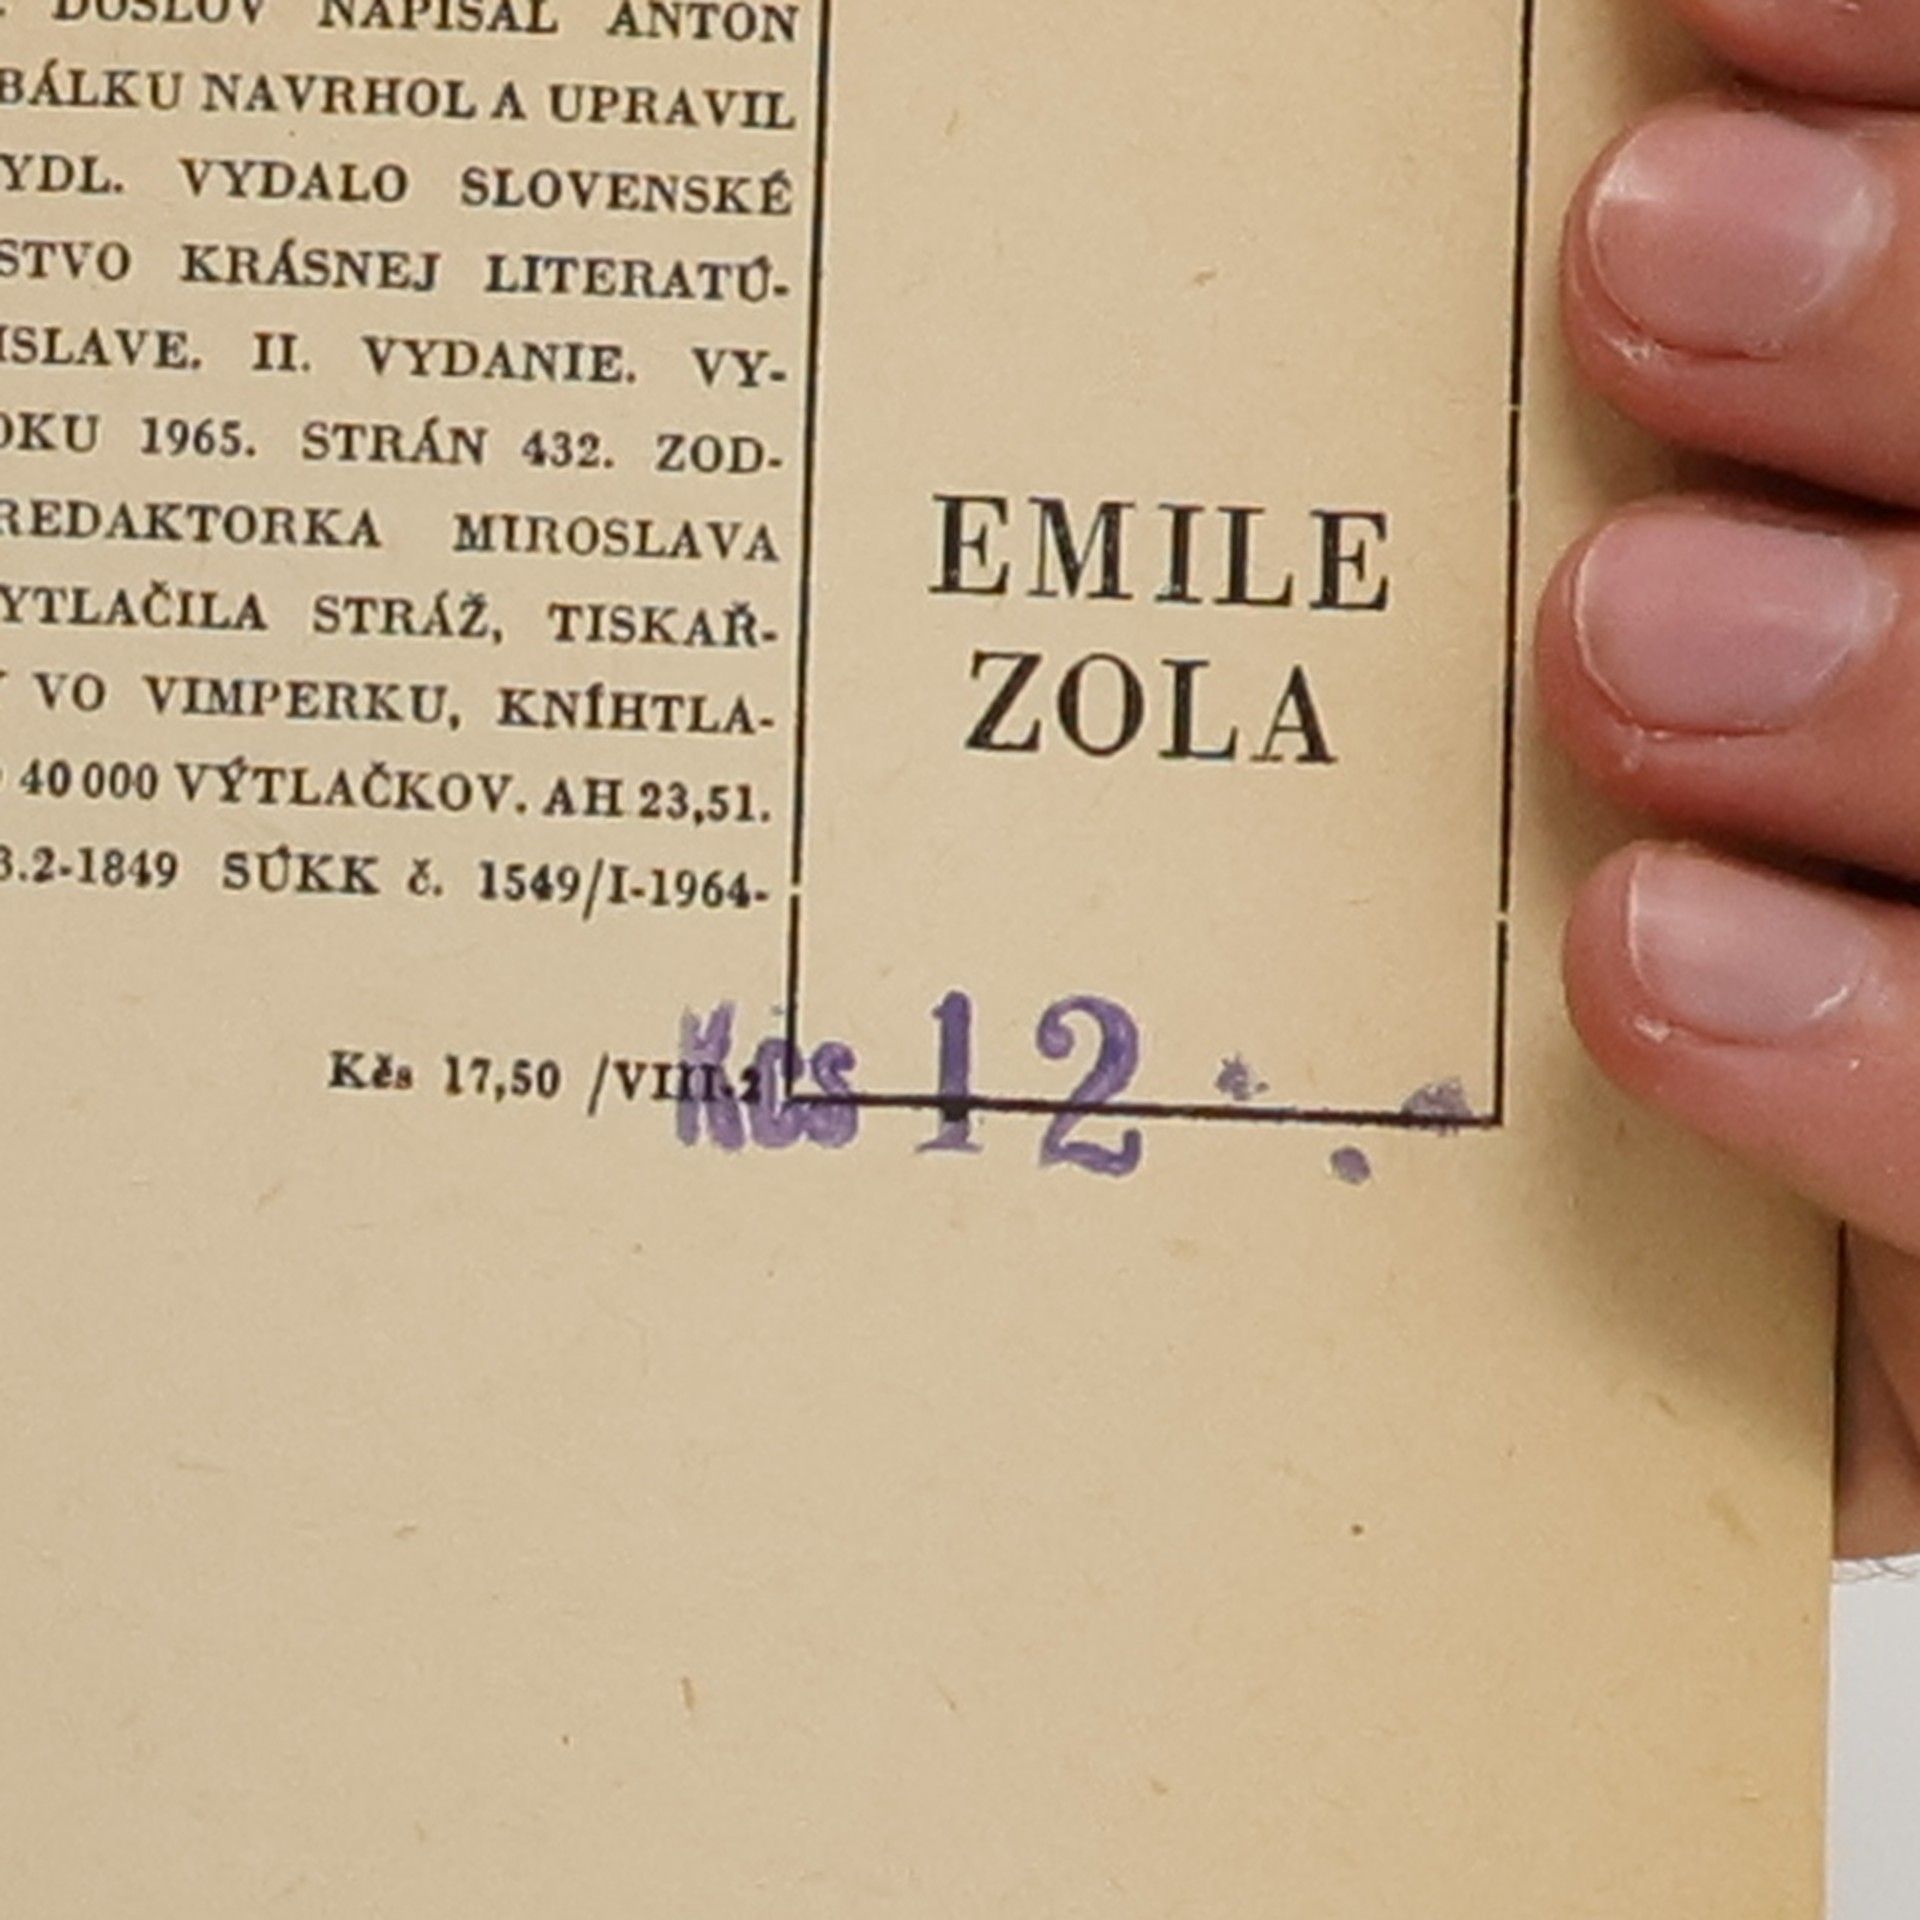 DOSLOV NAPÍSAL ANTON
BÁLKU NAVRHOL A UPRAVIL
YDL. VYDALO SLOVENSKÉ
STVO KRÁSNEJ LITERATÚ-
ISLAVE. II. VYDANIE. VY-
OKU 1965. STRÁN 432. ZOD-
REDAKTORKA MIROSLAVA
YTLAČILA STRÁŽ, TISKAŘ-
VO VIMPERKU, KNÍHTLA-
40 000 VÝTLAČKOV. AH 23,51.
3.2-1849 SÚKK č. 1549/I-1964-
Kčs 17,50 /VIII.2
EMILE
ZOLA
Kčs 12